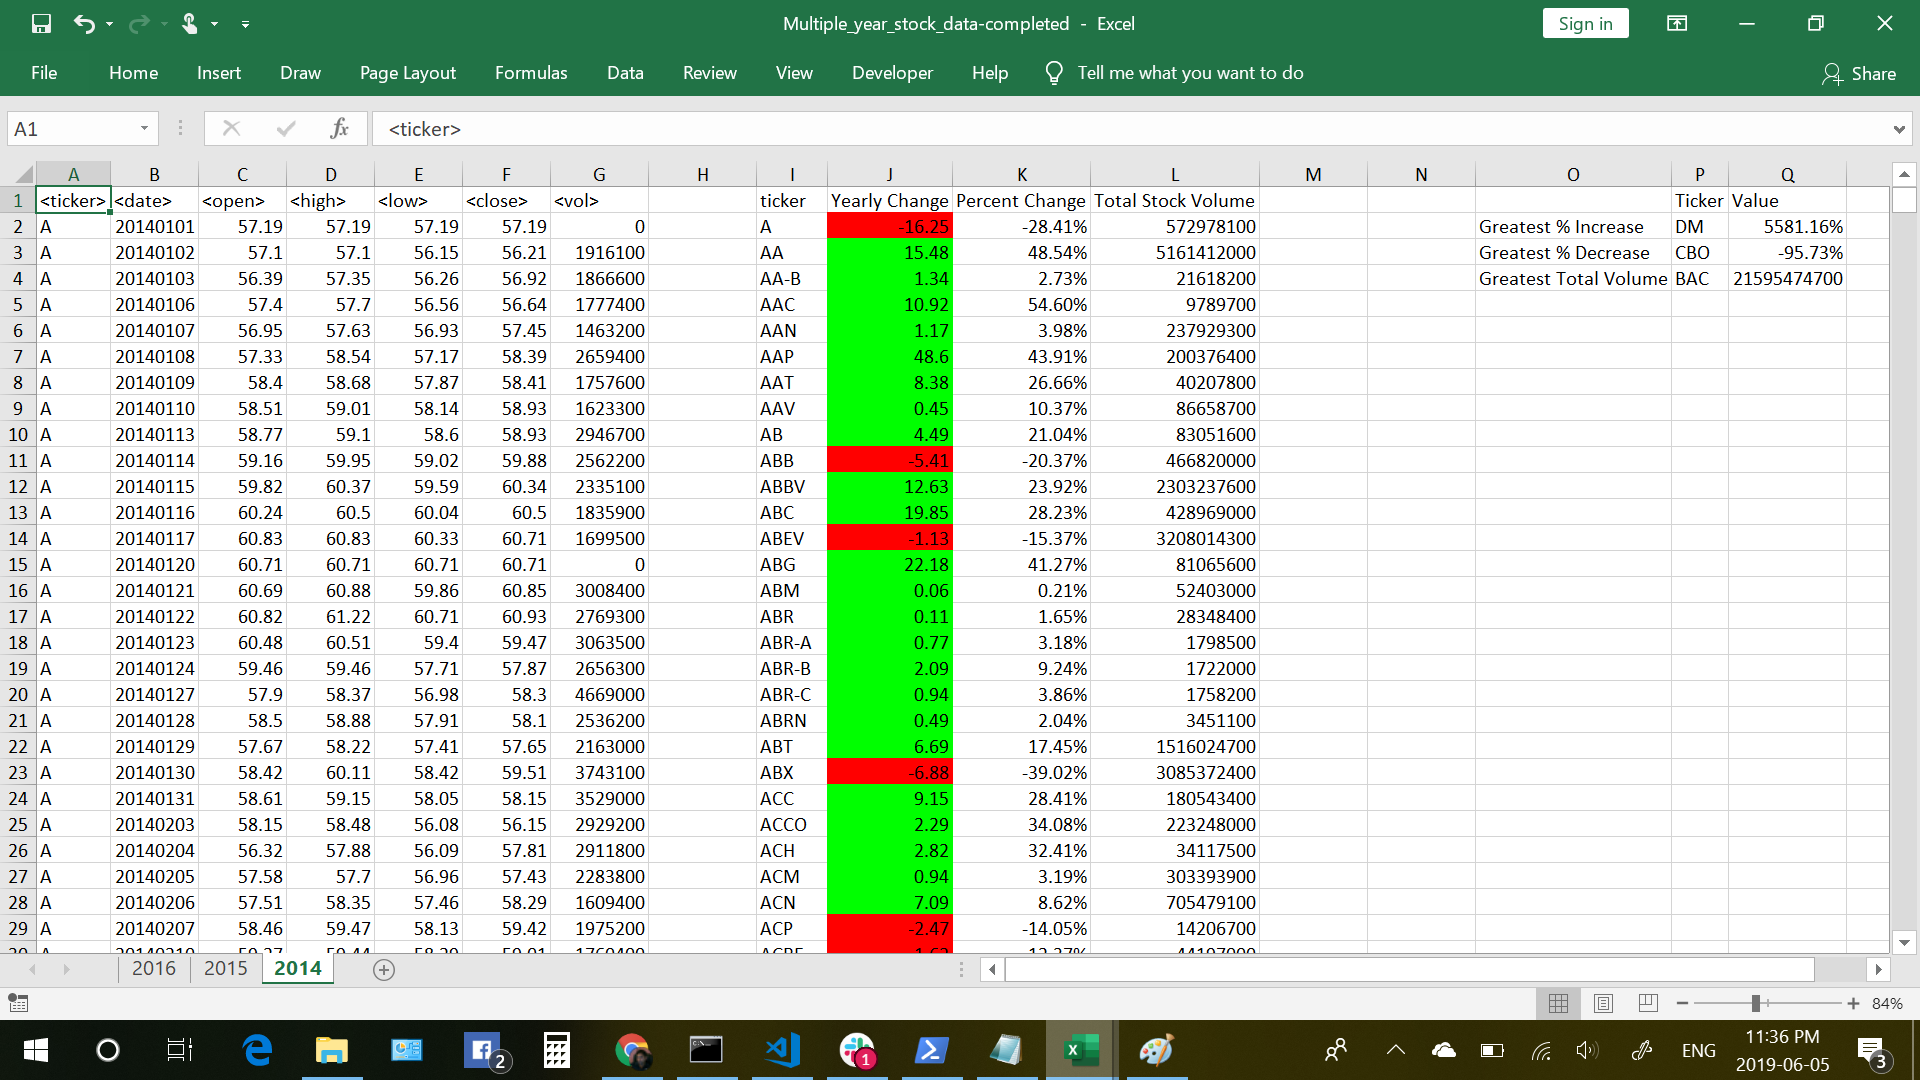 Multiple_year_stock_data-completed - Excel
Sign in
File Home Insert Draw Page Layout Formulas Data Review View Developer Help Tell me what you want to do Share
A1 fx <ticker>
A B C D E F G H I J K L M N O P Q
1 <ticker> <date> <open> <high> <low> <close> <vol> ticker Yearly Change Percent Change Total Stock Volume Ticker Value
2 A 20140101 57.19 57.19 57.19 57.19 0 A -16.25 -28.41% 572978100 Greatest % Increase DM 5581.16%
3 A 20140102 57.1 57.1 56.15 56.21 1916100 AA 15.48 48.54% 5161412000 Greatest % Decrease CBO -95.73%
4 A 20140103 56.39 57.35 56.26 56.92 1866600 AA-B 1.34 2.73% 21618200 Greatest Total Volume BAC 21595474700
5 A 20140106 57.4 57.7 56.56 56.64 1777400 AAC 10.92 54.60% 9789700
6 A 20140107 56.95 57.63 56.93 57.45 1463200 AAN 1.17 3.98% 237929300
7 A 20140108 57.33 58.54 57.17 58.39 2659400 AAP 48.6 43.91% 200376400
8 A 20140109 58.4 58.68 57.87 58.41 1757600 AAT 8.38 26.66% 40207800
9 A 20140110 58.51 59.01 58.14 58.93 1623300 AAV 0.45 10.37% 86658700
10 A 20140113 58.77 59.1 58.6 58.93 2946700 AB 4.49 21.04% 83051600
11 A 20140114 59.16 59.95 59.02 59.88 2562200 ABB -5.41 -20.37% 466820000
12 A 20140115 59.82 60.37 59.59 60.34 2335100 ABBV 12.63 23.92% 2303237600
13 A 20140116 60.24 60.5 60.04 60.5 1835900 ABC 19.85 28.23% 428969000
14 A 20140117 60.83 60.83 60.33 60.71 1699500 ABEV -1.13 -15.37% 3208014300
15 A 20140120 60.71 60.71 60.71 60.71 0 ABG 22.18 41.27% 81065600
16 A 20140121 60.69 60.88 59.86 60.85 3008400 ABM 0.06 0.21% 52403000
17 A 20140122 60.82 61.22 60.71 60.93 2769300 ABR 0.11 1.65% 28348400
18 A 20140123 60.48 60.51 59.4 59.47 3063500 ABR-A 0.77 3.18% 1798500
19 A 20140124 59.46 59.46 57.71 57.87 2656300 ABR-B 2.09 9.24% 1722000
20 A 20140127 57.9 58.37 56.98 58.3 4669000 ABR-C 0.94 3.86% 1758200
21 A 20140128 58.5 58.88 57.91 58.1 2536200 ABRN 0.49 2.04% 3451100
22 A 20140129 57.67 58.22 57.41 57.65 2163000 ABT 6.69 17.45% 1516024700
23 A 20140130 58.42 60.11 58.42 59.51 3743100 ABX -6.88 -39.02% 3085372400
24 A 20140131 58.61 59.15 58.05 58.15 3529000 ACC 9.15 28.41% 180543400
25 A 20140203 58.15 58.48 56.08 56.15 2929200 ACCO 2.29 34.08% 223248000
26 A 20140204 56.32 57.88 56.09 57.81 2911800 ACH 2.82 32.41% 34117500
27 A 20140205 57.58 57.7 56.96 57.43 2283800 ACM 0.94 3.19% 303393900
28 A 20140206 57.51 58.35 57.46 58.29 1609400 ACN 7.09 8.62% 705479100
29 A 20140207 58.46 59.47 58.13 59.42 1975200 ACP -2.47 -14.05% 14206700
2016 2015 2014
84%
2 1 ENG 11:36 PM
2019-06-05 3